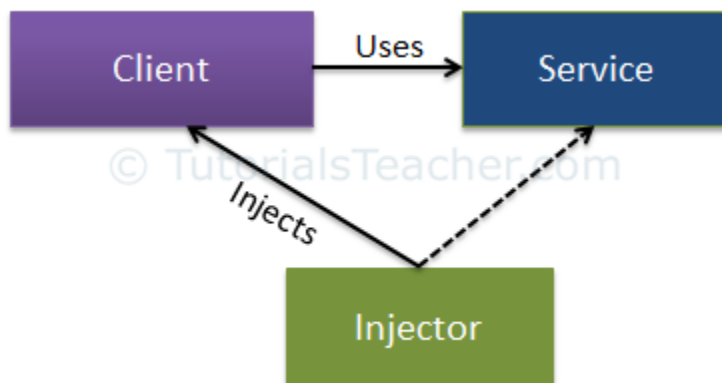 Client
Uses
Service
© TutorialsTeacher.com
Injects
Injector